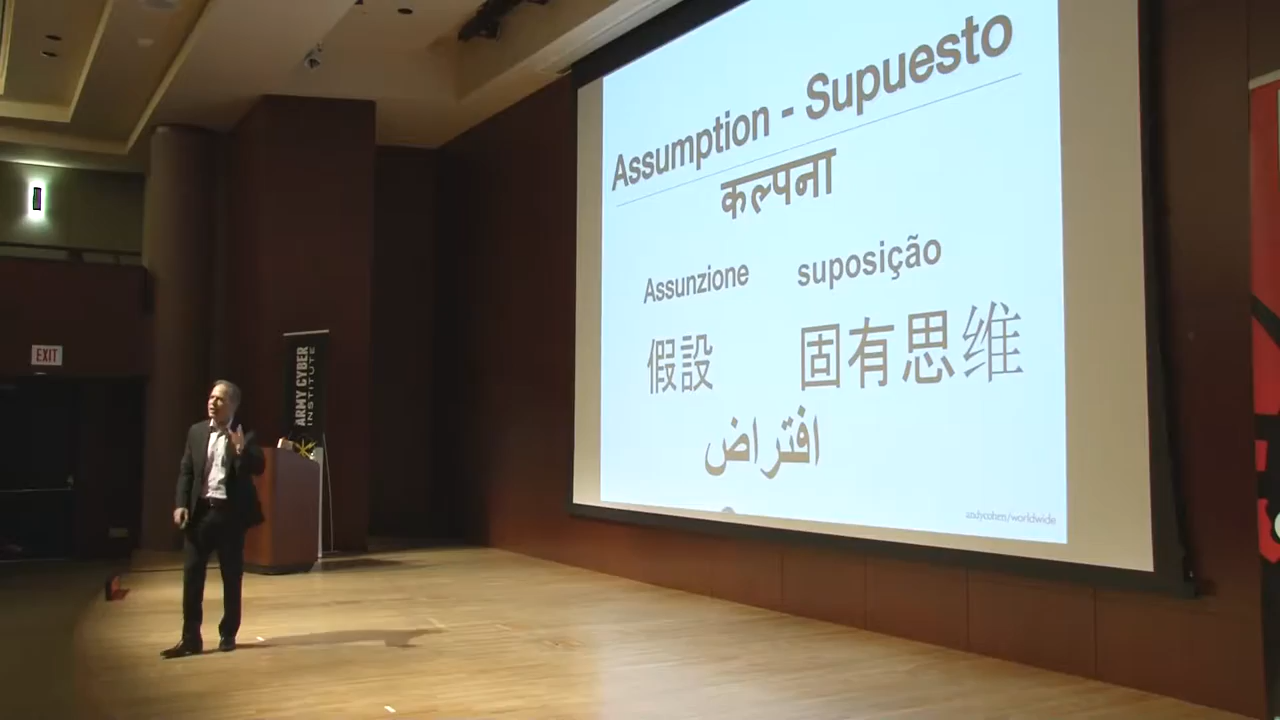 Assumption - Supuesto
कल्पना
Assunzione suposição
假設 固有思维
افتراض
andycohen/worldwide
EXIT
ARMY CYBER
INSTITUTE